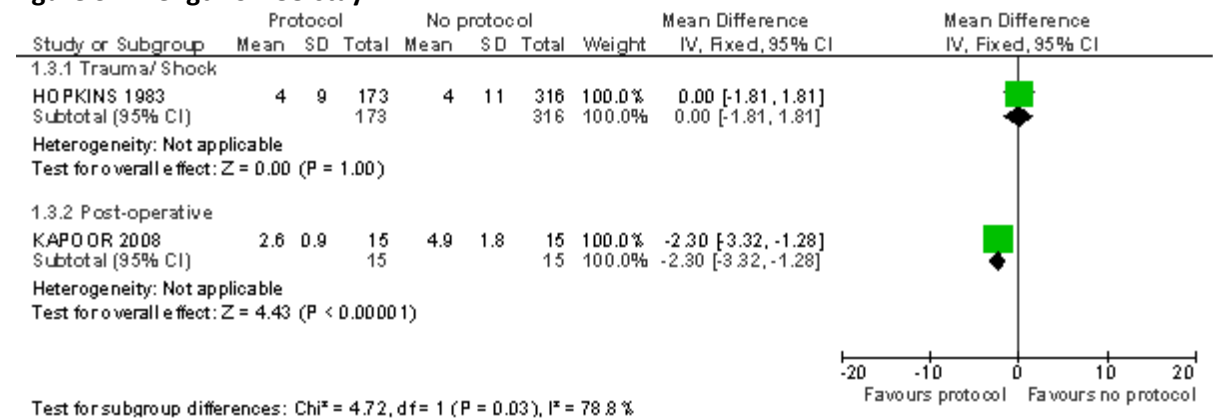 Protocol No protocol Mean Difference Mean Difference
Study or Subgroup Mean SD Total Mean SD Total Weight IV, Fixed, 95% CI IV, Fixed, 95% CI
1.3.1 Trauma/ Shock
HOPKINS 1983 4 9 173 4 11 316 100.0% 0.00 [-1.81, 1.81]
Subtotal (95% CI) 173 316 100.0% 0.00 [-1.81, 1.81]
Heterogeneity: Not applicable
Test for overall effect: Z = 0.00 (P = 1.00)
1.3.2 Post-operative
KAPOOR 2008 2.6 0.9 15 4.9 1.8 15 100.0% -2.30 [-3.32, -1.28]
Subtotal (95% CI) 15 15 100.0% -2.30 [-3.32, -1.28]
Heterogeneity: Not applicable
Test for overall effect: Z = 4.43 (P < 0.00001)
-20 -10 0 10 20
Favours protocol Favours no protocol
Test for subgroup differences: Chi² = 4.72, df = 1 (P = 0.03), I² = 78.8%